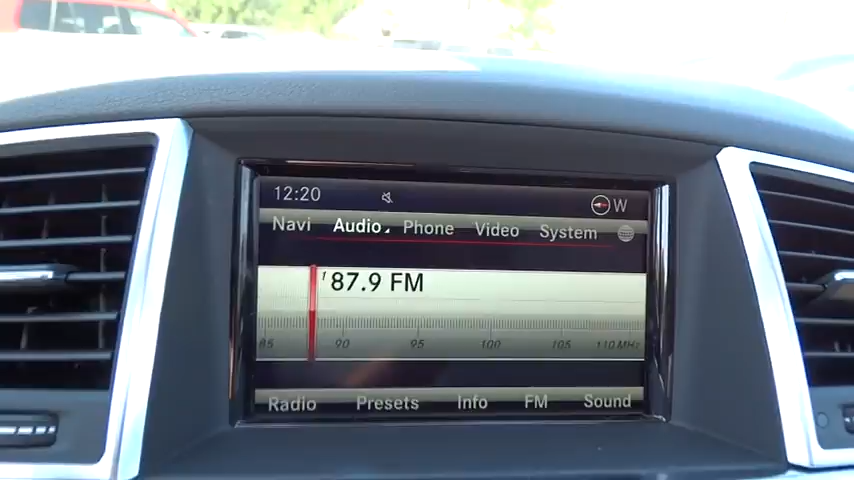 12:20 W
Navi Audio Phone Video System
1 87.9 FM
85 90 95 100 105 110 MHz
Radio Presets Info FM Sound